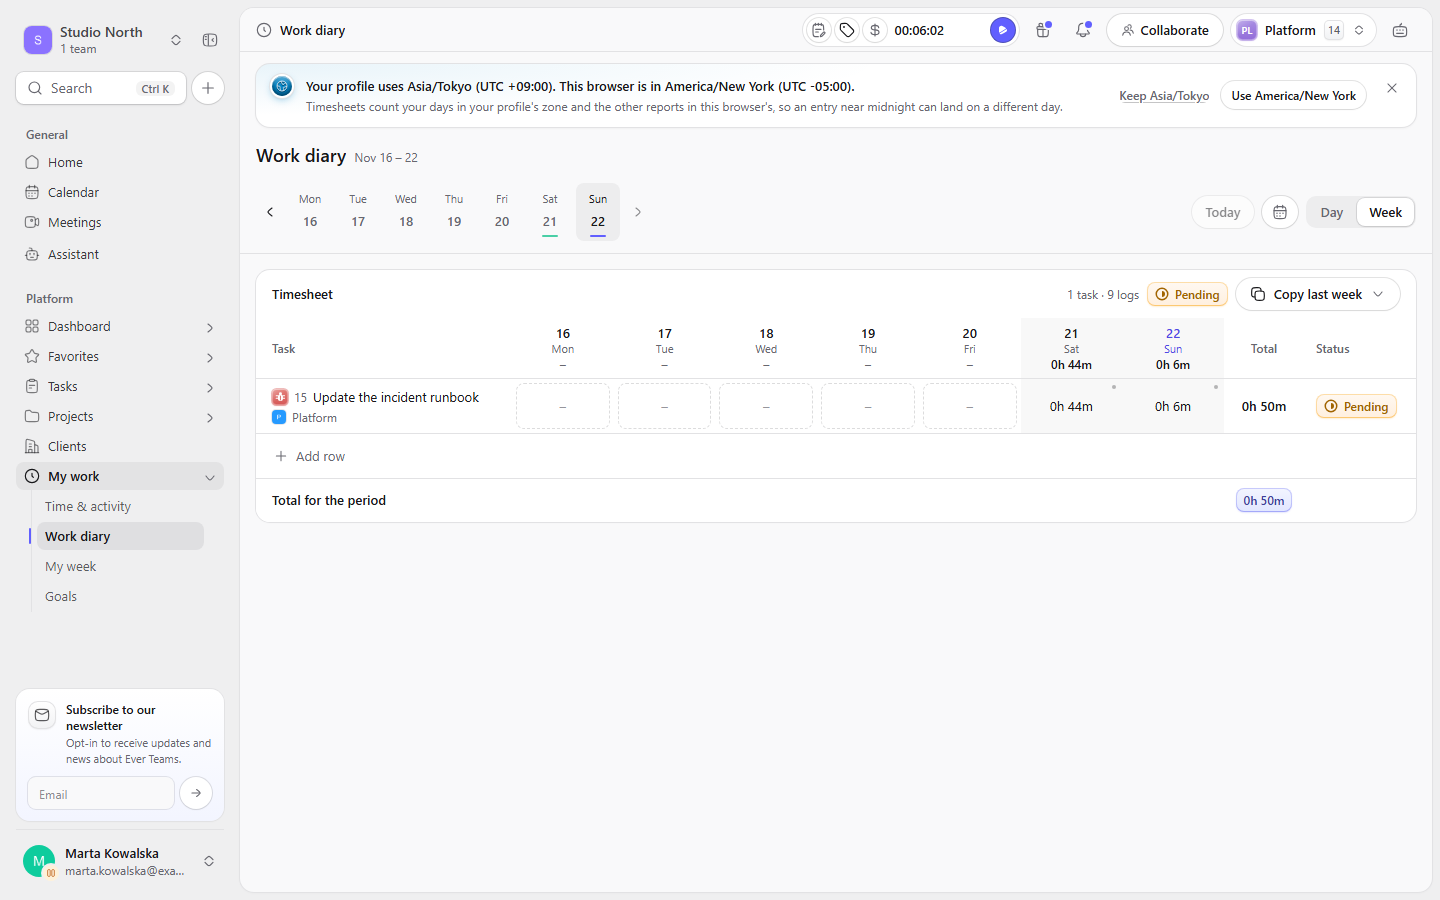 S
Studio North
1 team
Search
Ctrl K
General
Home
Calendar
Meetings
Assistant
Platform
Dashboard
Favorites
Tasks
Projects
Clients
My work
Time & activity
Work diary
My week
Goals
Subscribe to our
newsletter
Opt-in to receive updates and
news about Ever Teams.
Email
M
Marta Kowalska
marta.kowalska@exa...
Work diary
00:06:02
Collaborate
PL
Platform
14
Your profile uses Asia/Tokyo (UTC +09:00). This browser is in America/New York (UTC -05:00).
Timesheets count your days in your profile's zone and the other reports in this browser's, so an entry near midnight can land on a different day.
Keep Asia/Tokyo
Use America/New York
Work diary Nov 16 – 22
Mon Tue Wed Thu Fri Sat Sun
16 17 18 19 20 21 22
Today
Day
Week
Timesheet
1 task · 9 logs
Pending
Copy last week
Task
16 17 18 19 20 21 22
Mon Tue Wed Thu Fri Sat Sun
– – – – – 0h 44m 0h 6m
Total
Status
15 Update the incident runbook
P Platform
– – – – – 0h 44m 0h 6m 0h 50m Pending
Add row
Total for the period 0h 50m